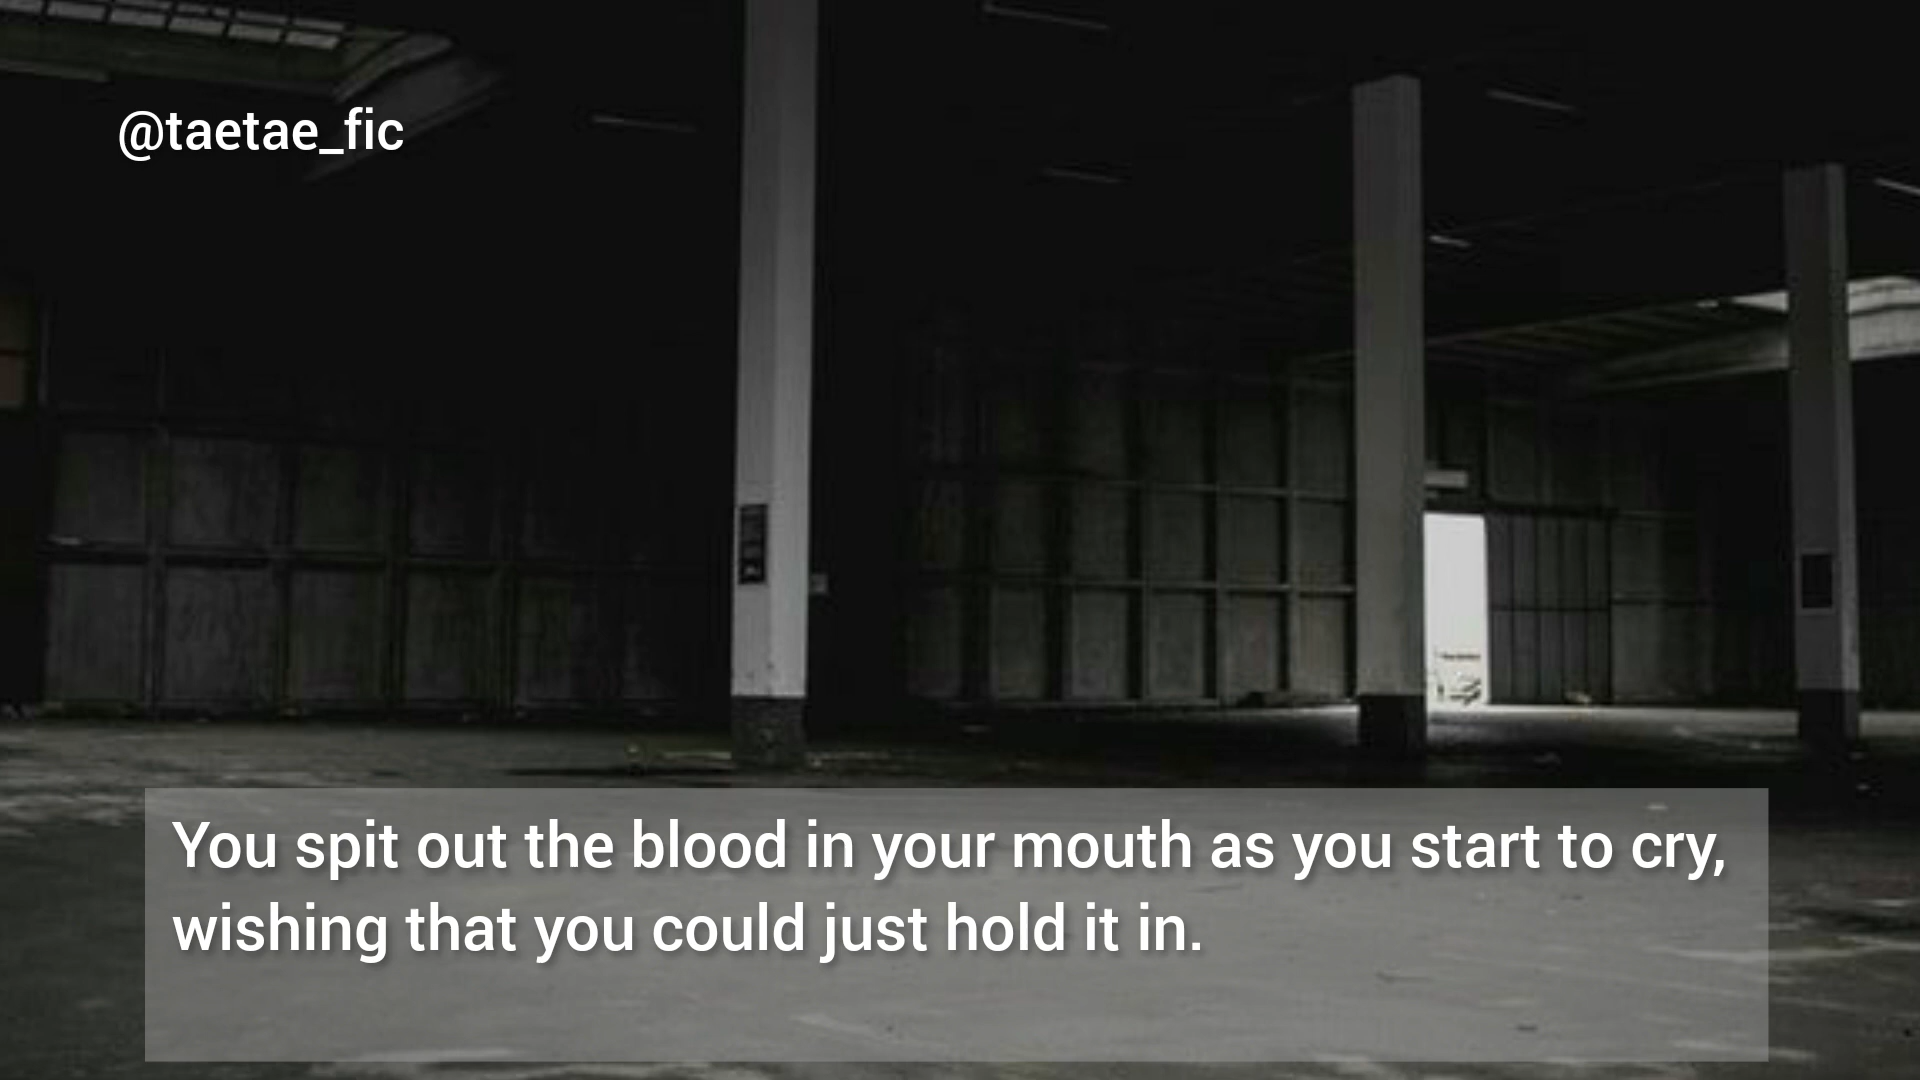 @taetae_fic
You spit out the blood in your mouth as you start to cry,
wishing that you could just hold it in.